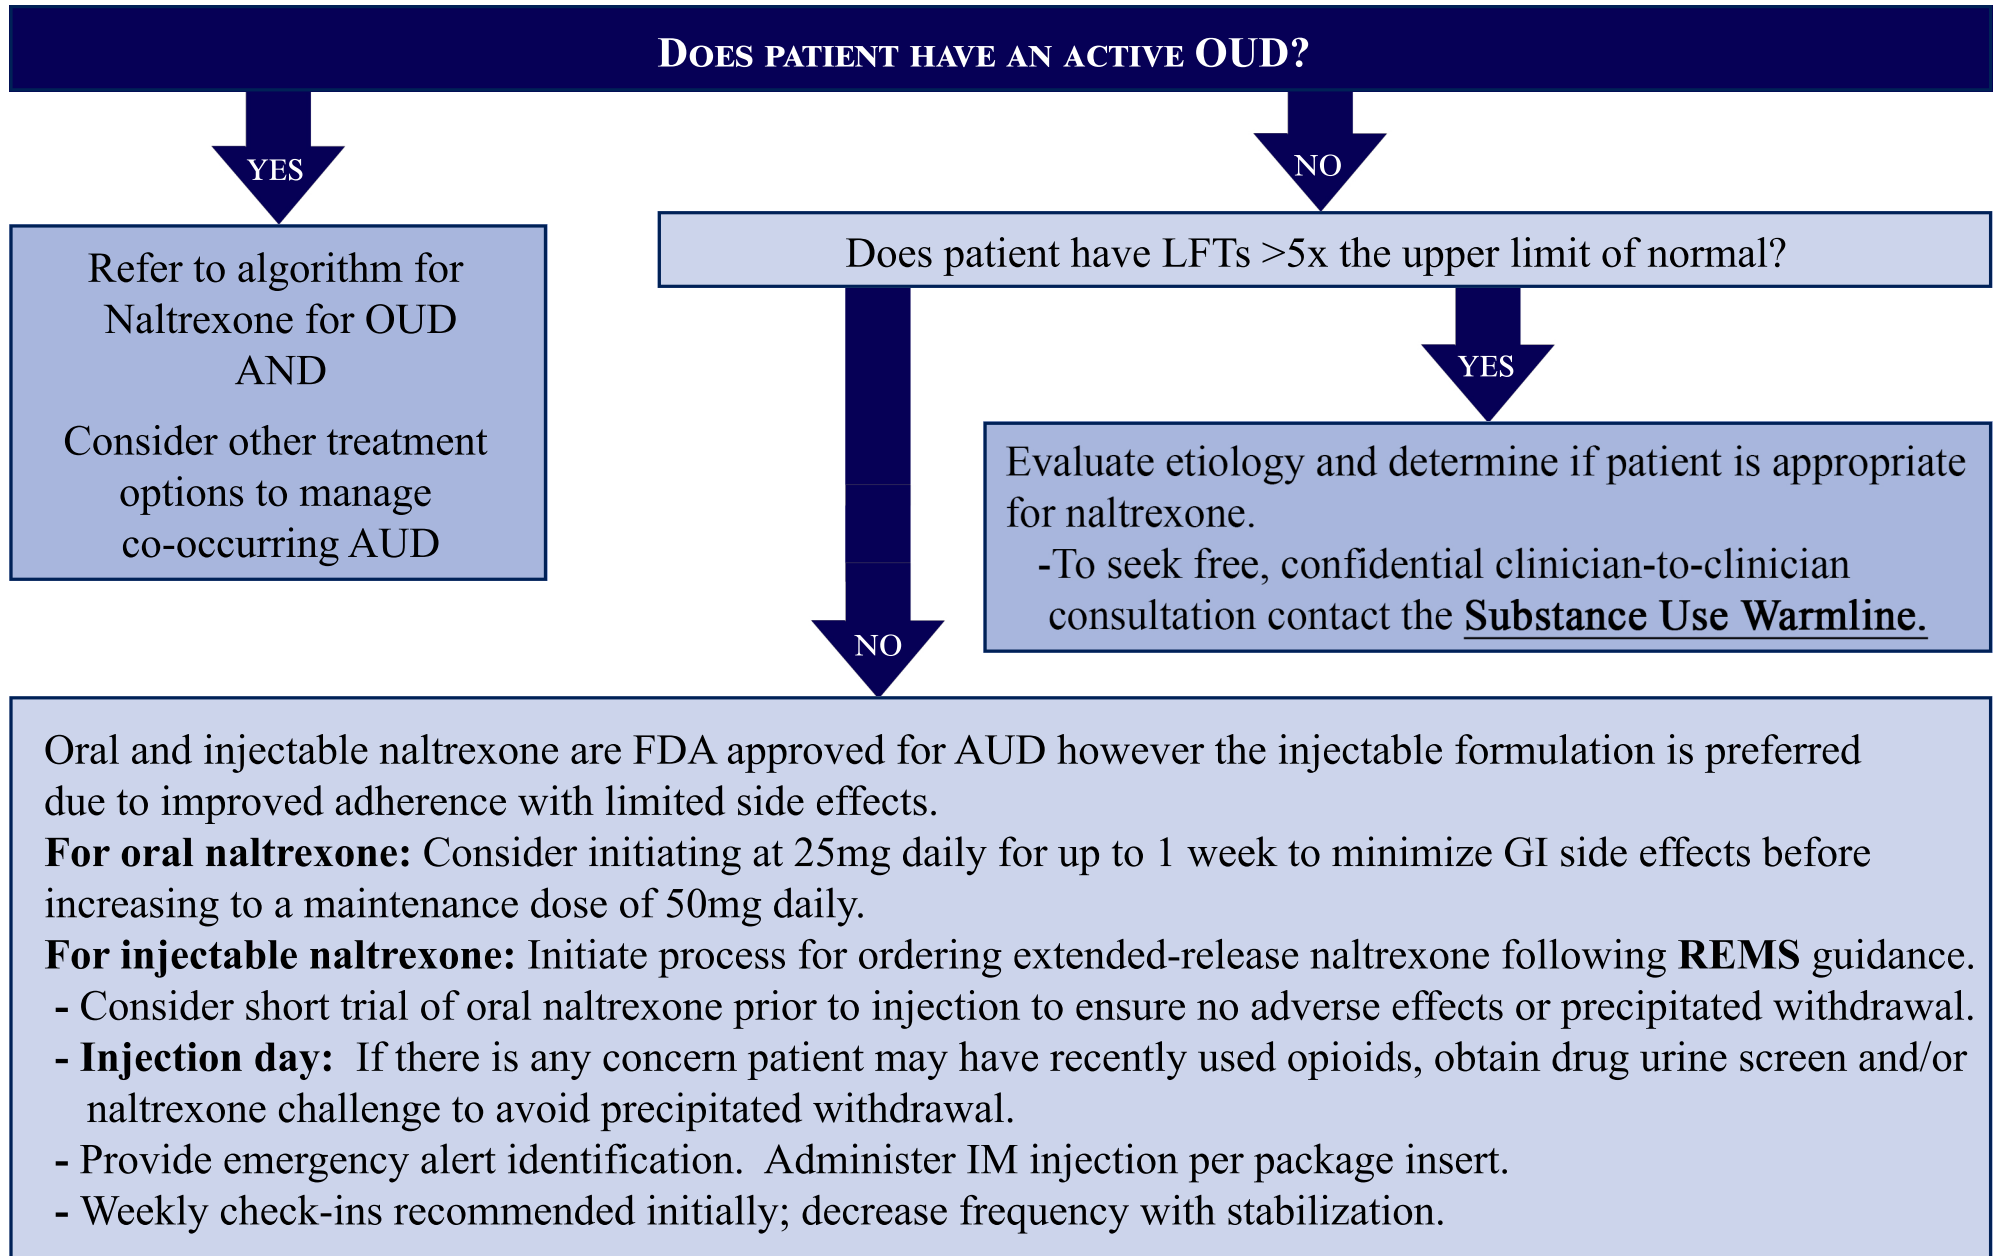 DOES PATIENT HAVE AN ACTIVE OUD?
YES
NO
Refer to algorithm for
Naltrexone for OUD
AND
Consider other treatment
options to manage
co-occurring AUD
Does patient have LFTs >5x the upper limit of normal?
YES
Evaluate etiology and determine if patient is appropriate
for naltrexone.
-To seek free, confidential clinician-to-clinician
consultation contact the Substance Use Warmline.
NO
Oral and injectable naltrexone are FDA approved for AUD however the injectable formulation is preferred
due to improved adherence with limited side effects.
For oral naltrexone: Consider initiating at 25mg daily for up to 1 week to minimize GI side effects before
increasing to a maintenance dose of 50mg daily.
For injectable naltrexone: Initiate process for ordering extended-release naltrexone following REMS guidance.
- Consider short trial of oral naltrexone prior to injection to ensure no adverse effects or precipitated withdrawal.
- Injection day:  If there is any concern patient may have recently used opioids, obtain drug urine screen and/or
naltrexone challenge to avoid precipitated withdrawal.
- Provide emergency alert identification.  Administer IM injection per package insert.
- Weekly check-ins recommended initially; decrease frequency with stabilization.